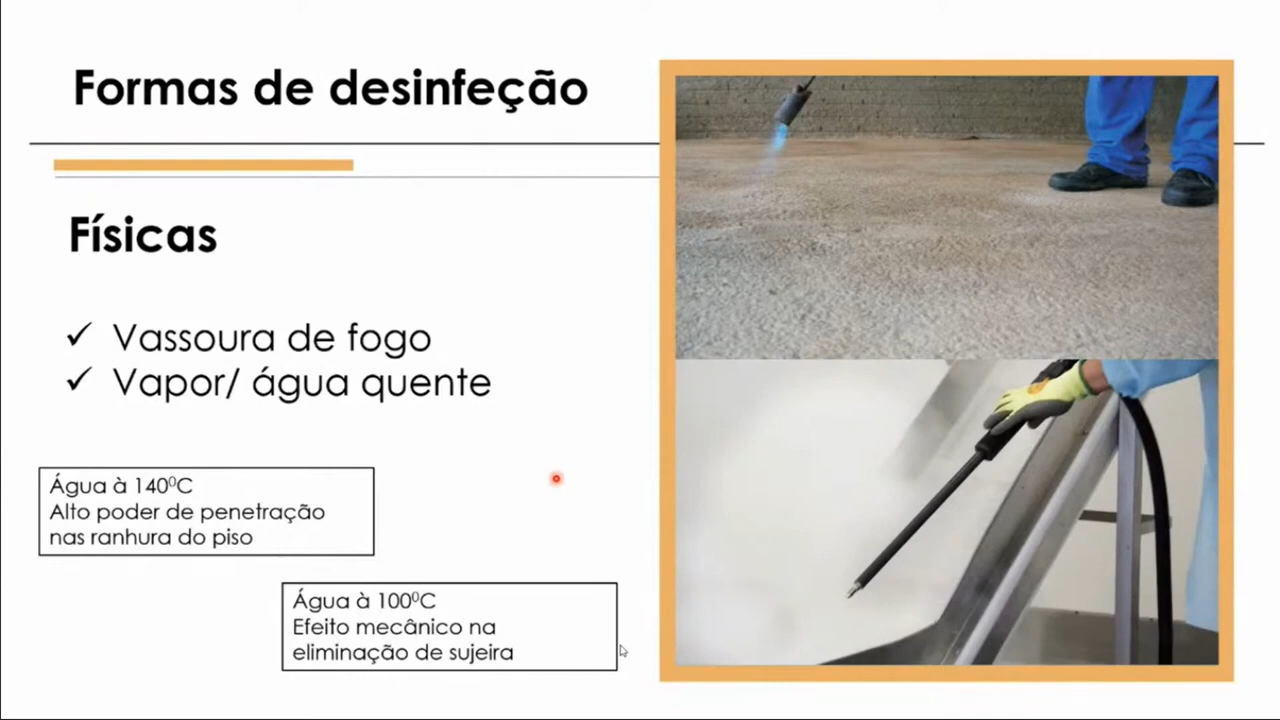 Formas de desinfeção
Físicas
✓ Vassoura de fogo
✓ Vapor/ água quente
Água à 140⁰C
Alto poder de penetração
nas ranhura do piso
Água à 100⁰C
Efeito mecânico na
eliminação de sujeira